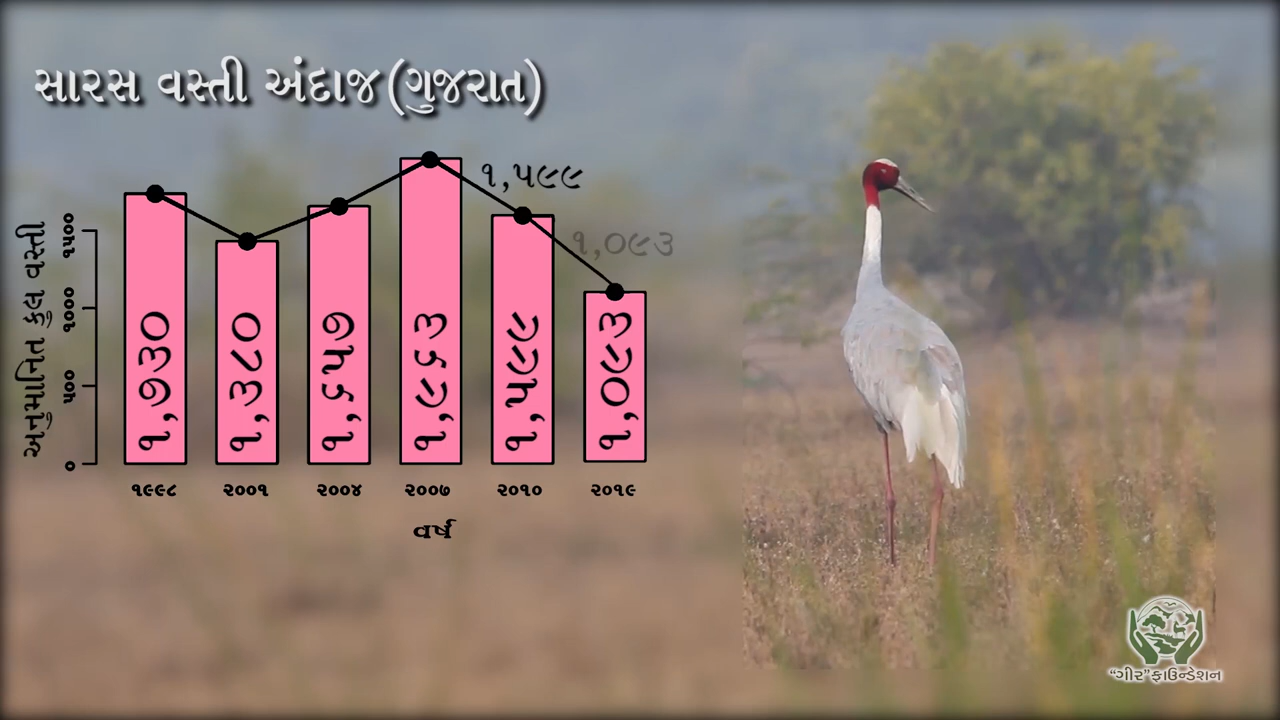 સારસ વસ્તી અંદાજ(ગુજરાત)
અનુમાનિત કુલ વસ્તી
૧૫૦૦
૧૦૦૦
૫૦૦
૦
૧,૭૩૦
૧,૩૮૦
૧,૬૫૭
૧,૯૬૩
૧,૫૯૯
૧,૦૯૩
૧,૫૯૯
૧,૦૯૩
૧૯૯૮ ૨૦૦૧ ૨૦૦૪ ૨૦૦૭ ૨૦૧૦ ૨૦૧૯
વર્ષ
“ગીર”ફાઉન્ડેશન